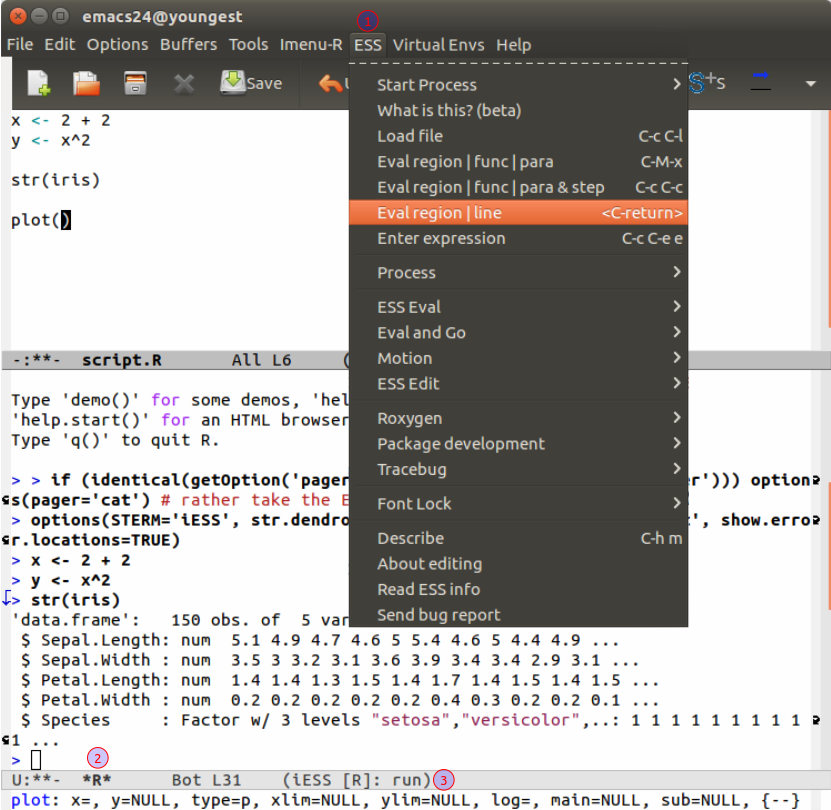 emacs24@youngest
1
File Edit Options Buffers Tools Imenu-R ESS Virtual Envs Help
Save
S+S
Start Process
What is this? (beta)
Load file C-c C-l
Eval region | func | para C-M-x
Eval region | func | para & step C-c C-c
Eval region | line <C-return>
Enter expression C-c C-e e
Process
ESS Eval
Eval and Go
Motion
ESS Edit
Roxygen
Package development
Tracebug
Font Lock
Describe C-h m
About editing
Read ESS info
Send bug report
x <- 2 + 2
y <- x^2
str(iris)
plot()
-:**- script.R All L6 (
Type 'demo()' for some demos, 'hel
'help.start()' for an HTML browser
Type 'q()' to quit R.
> > if (identical(getOption('pager r'))) option
s(pager='cat') # rather take the E
> options(STERM='iESS', str.dendro ', show.erro
r.locations=TRUE)
> x <- 2 + 2
> y <- x^2
> str(iris)
'data.frame': 150 obs. of 5 var
$ Sepal.Length: num 5.1 4.9 4.7 4.6 5 5.4 4.6 5 4.4 4.9 ...
$ Sepal.Width : num 3.5 3 3.2 3.1 3.6 3.9 3.4 3.4 2.9 3.1 ...
$ Petal.Length: num 1.4 1.4 1.3 1.5 1.4 1.7 1.4 1.5 1.4 1.5 ...
$ Petal.Width : num 0.2 0.2 0.2 0.2 0.2 0.4 0.3 0.2 0.2 0.1 ...
$ Species : Factor w/ 3 levels "setosa","versicolor",..: 1 1 1 1 1 1 1 1 1
1 ...
>
2
U:**- *R* Bot L31 (iESS [R]: run) 3
plot: x=, y=NULL, type=p, xlim=NULL, ylim=NULL, log=, main=NULL, sub=NULL, {--}